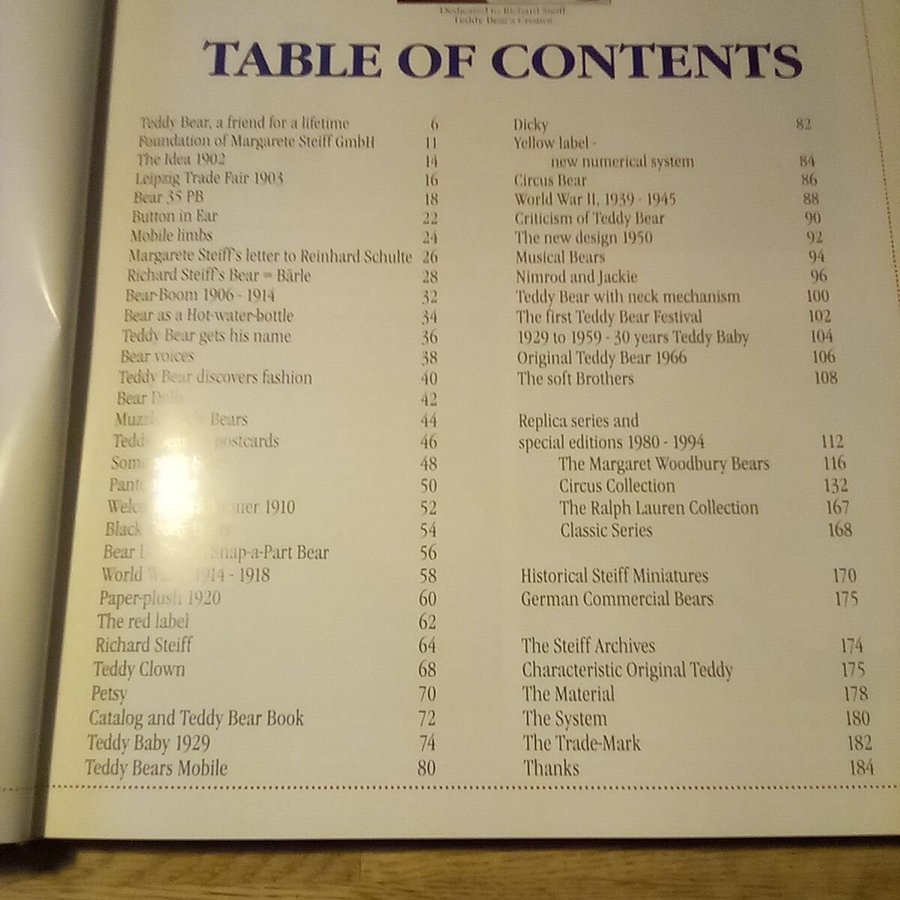 Dedicated to Richard Steiff
Teddy Bear's Creator
TABLE OF CONTENTS
Teddy Bear, a friend for a lifetime 6
Foundation of Margarete Steiff GmbH 11
The Idea 1902 14
Leipzig Trade Fair 1903 16
Bear 35 PB 18
Button in Ear 22
Mobile limbs 24
Margarete Steiff's letter to Reinhard Schulte 26
Richard Steiff's Bear = Bärle 28
Bear-Boom 1906 - 1914 32
Bear as a Hot-water-bottle 34
Teddy Bear gets his name 36
Bear voices 38
Teddy Bear discovers fashion 40
Bear Dolls 42
Bears 44
postcards 46
48
50
1910 52
Black 54
Bear Snap-a-Part Bear 56
World 1914 - 1918 58
Paper-plush 1920 60
The red label 62
Richard Steiff 64
Teddy Clown 68
Petsy 70
Catalog and Teddy Bear Book 72
Teddy Baby 1929 74
Teddy Bears Mobile 80
Dicky 82
Yellow label -
new numerical system 84
Circus Bear 86
World War II, 1939 - 1945 88
Criticism of Teddy Bear 90
The new design 1950 92
Musical Bears 94
Nimrod and Jackie 96
Teddy Bear with neck mechanism 100
The first Teddy Bear Festival 102
1929 to 1959 - 30 years Teddy Baby 104
Original Teddy Bear 1966 106
The soft Brothers 108
Replica series and
special editions 1980 - 1994 112
The Margaret Woodbury Bears 116
Circus Collection 132
The Ralph Lauren Collection 167
Classic Series 168
Historical Steiff Miniatures 170
German Commercial Bears 175
The Steiff Archives 174
Characteristic Original Teddy 175
The Material 178
The System 180
The Trade-Mark 182
Thanks 184